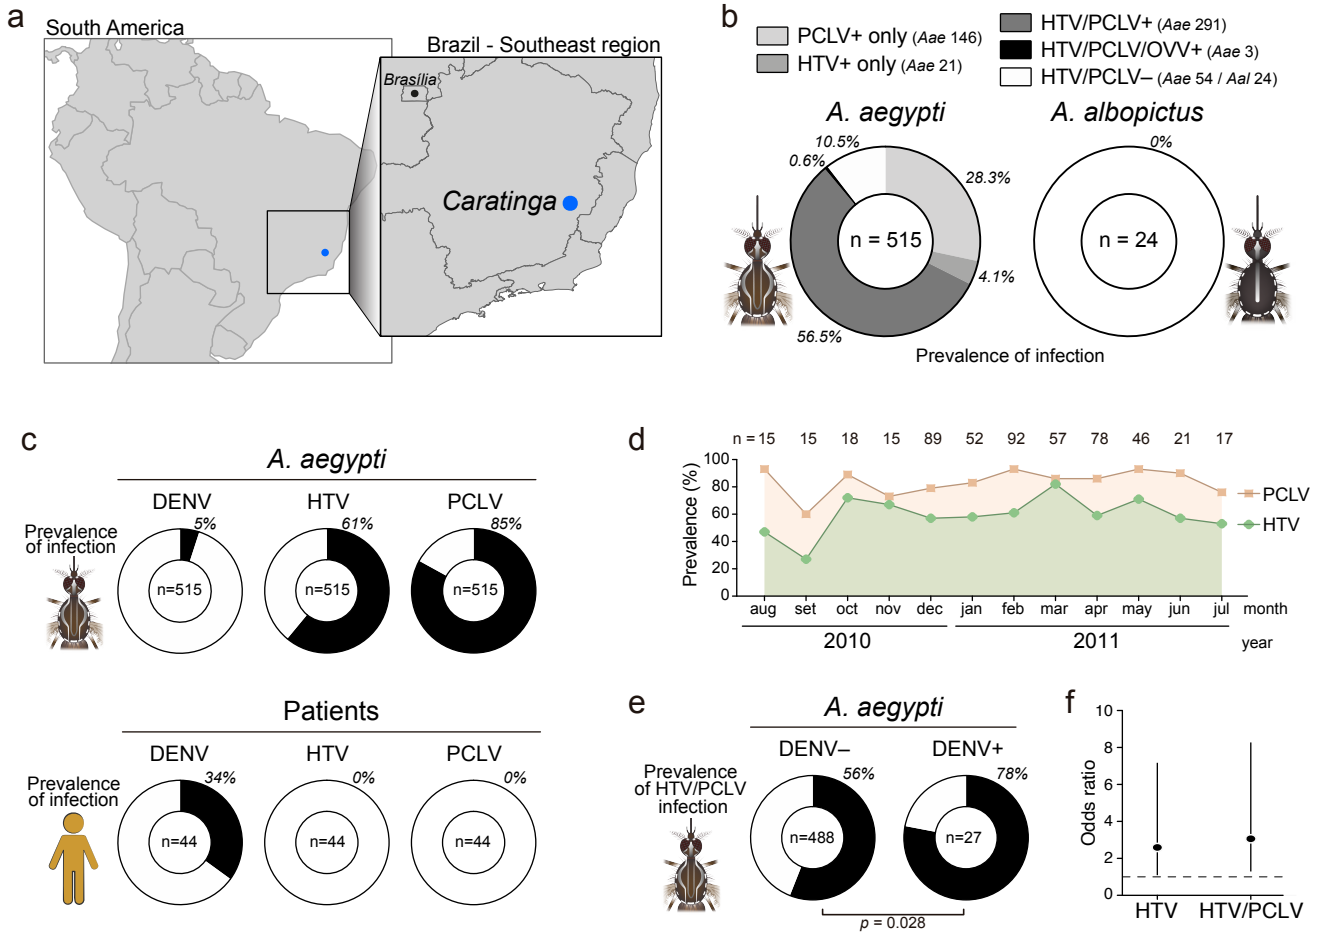 a
South America
Brazil - Southeast region
Brasília
Caratinga
b
PCLV+ only (Aae 146)
HTV+ only (Aae 21)
HTV/PCLV+ (Aae 291)
HTV/PCLV/OVV+ (Aae 3)
HTV/PCLV– (Aae 54 / Aal 24)
A. aegypti
A. albopictus
10.5%
0.6%
28.3%
4.1%
56.5%
n = 515
0%
n = 24
Prevalence of infection
c
A. aegypti
DENV
HTV
PCLV
Prevalence
of infection
5%
61%
85%
n=515
n=515
n=515
Patients
DENV
HTV
PCLV
Prevalence
of infection
34%
0%
0%
n=44
n=44
n=44
d
n = 15 15 18 15 89 52 92 57 78 46 21 17
Prevalence (%)
100
80
60
40
20
0
PCLV
HTV
aug set oct nov dec jan feb mar apr may jun jul month
2010 2011 year
e
A. aegypti
DENV–
DENV+
Prevalence
of HTV/PCLV
infection
56%
78%
n=488
n=27
p = 0.028
f
Odds ratio
10
8
6
4
2
0
HTV HTV/PCLV